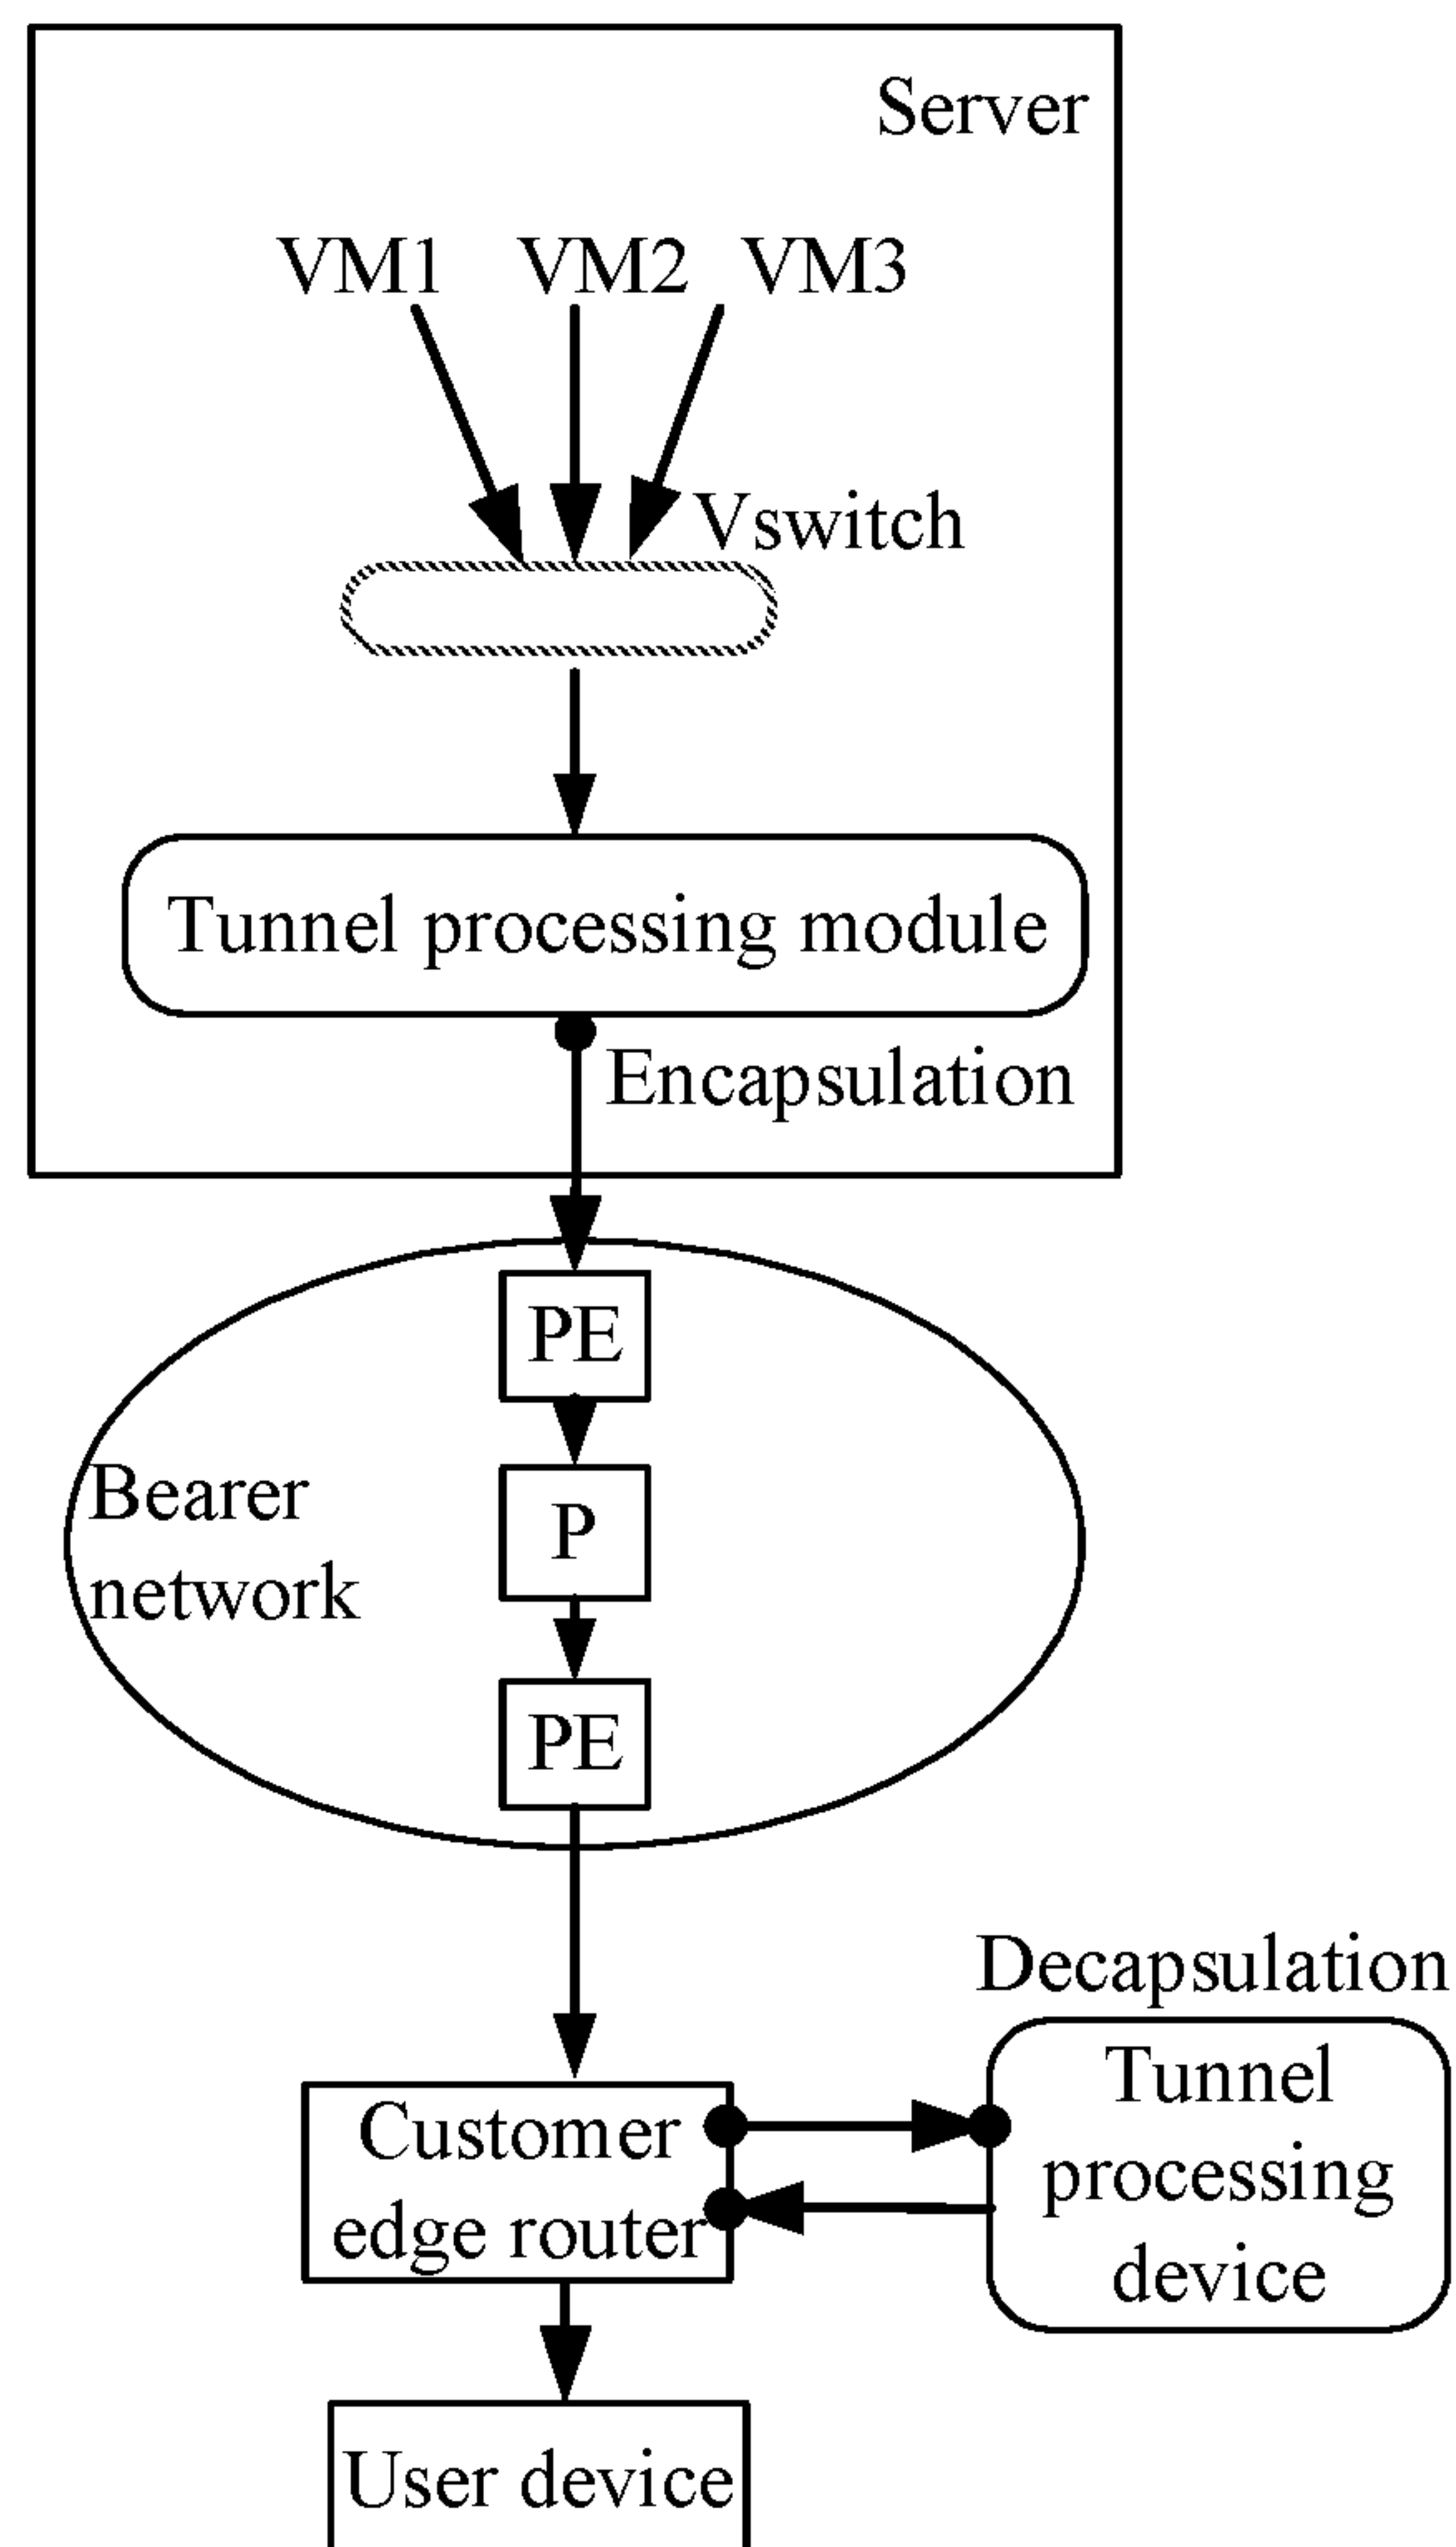 Server
VM1 VM2 VM3
Vswitch
Tunnel processing module
Encapsulation
PE
Bearer
network
P
PE
Decapsulation
Customer
edge router
Tunnel
processing
device
User device